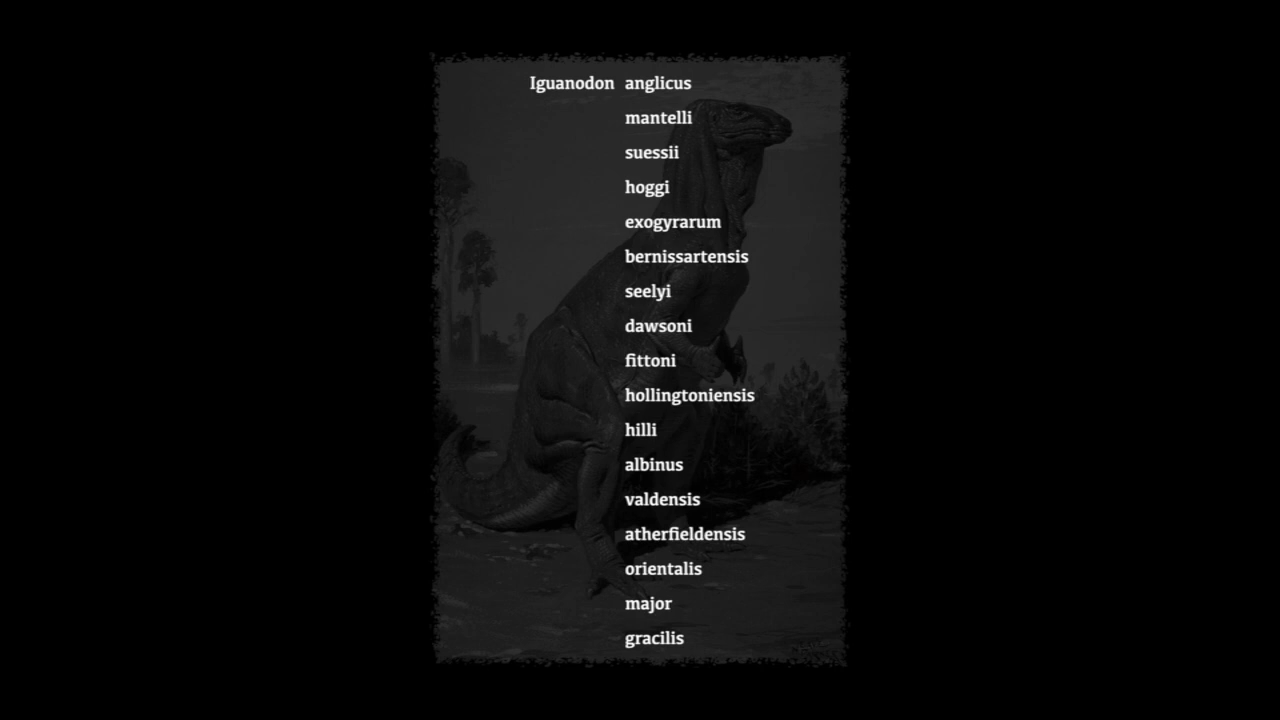 Iguanodon anglicus
mantelli
suessii
hoggi
exogyrarum
bernissartensis
seelyi
dawsoni
fittoni
hollingtoniensis
hilli
albinus
valdensis
atherfieldensis
orientalis
major
gracilis